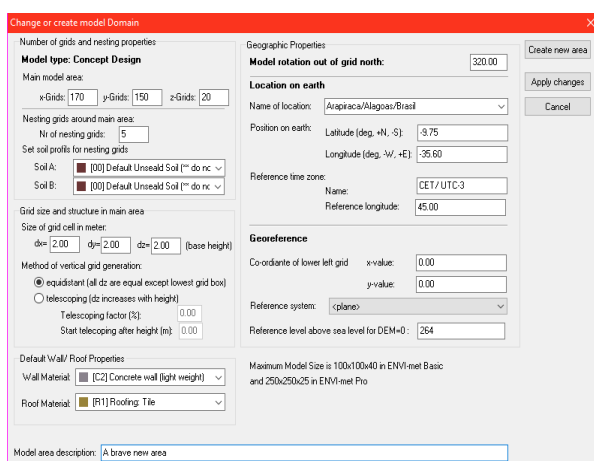 Change or create model Domain
Number of grids and nesting properties
Model type: Concept Design
Main model area:
x-Grids: 170 y-Grids: 150 z-Grids: 20
Nesting grids around main area:
Nr of nesting grids: 5
Set soil profils for nesting grids
Soil A: [00] Default Unseald Soil (** do nc
Soil B: [00] Default Unseald Soil (** do nc
Grid size and structure in main area
Size of grid cell in meter:
dx= 2.00 dy= 2.00 dz= 2.00 (base height)
Method of vertical grid generation:
equidistant (all dz are equal except lowest grid box)
telescoping (dz increases with height)
Telescoping factor (%): 0.00
Start telecoping after height (m): 0.00
Default Wall/ Roof Properties
Wall Material: [C2] Concrete wall (light weight)
Roof Material: [R1] Roofing: Tile
Geographic Properties
Model rotation out of grid north: 320.00
Location on earth
Name of location: Arapiraca/Alagoas/Brasil
Position on earth: Latitude (deg, +N, -S): -9.75
Longitude (deg, -W, +E): -35.60
Reference time zone:
Name: CET/ UTC-3
Reference longitude: 45.00
Georeference
Co-ordiante of lower left grid x-value: 0.00
y-value: 0.00
Reference system: <plane>
Reference level above sea level for DEM=0 : 264
Maximum Model Size is 100x100x40 in ENVI-met Basic
and 250x250x25 in ENVI-met Pro
Create new area
Apply changes
Cancel
Model area description: A brave new area